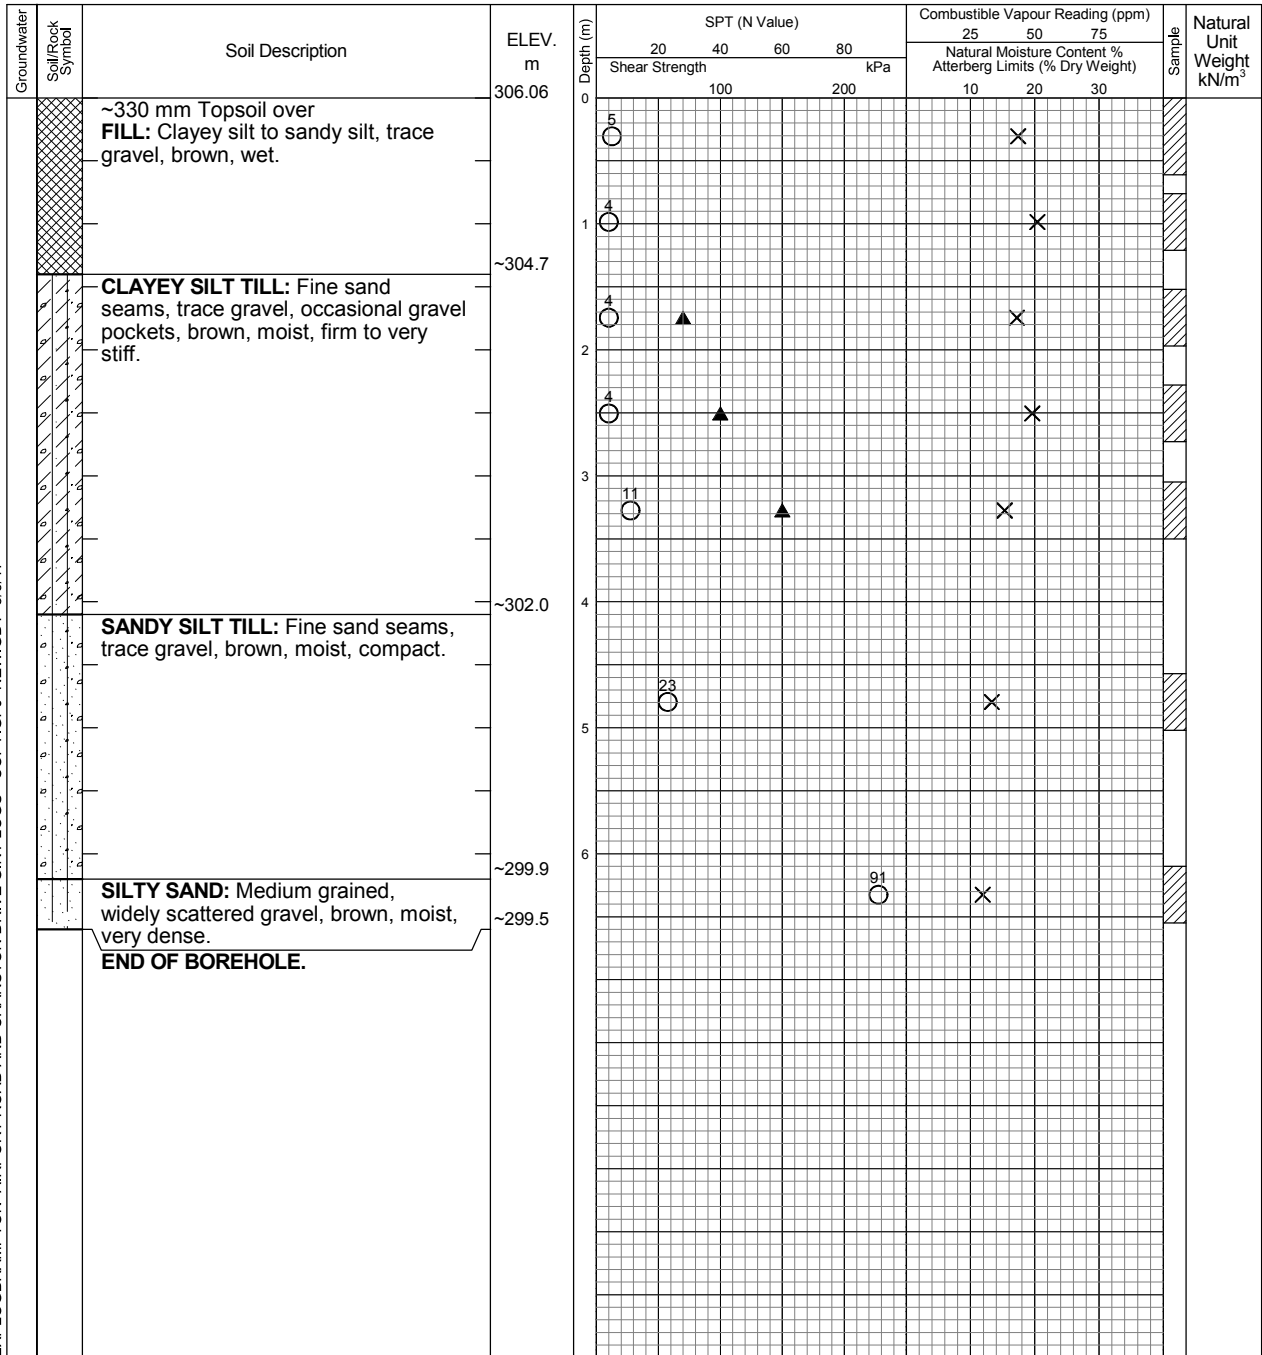 Groundwater
Soil/Rock
Symbol
Soil Description
ELEV.
m
Depth (m)
SPT (N Value)
20 40 60 80
Shear Strength kPa
100 200
Combustible Vapour Reading (ppm)
25 50 75
Natural Moisture Content %
Atterberg Limits (% Dry Weight)
10 20 30
Sample
Natural
Unit
Weight
kN/m³
306.06
0
~330 mm Topsoil over
FILL: Clayey silt to sandy silt, trace
gravel, brown, wet.
5
4
1
~304.7
CLAYEY SILT TILL: Fine sand
seams, trace gravel, occasional gravel
pockets, brown, moist, firm to very
stiff.
4
2
4
3
11
4
~302.0
SANDY SILT TILL: Fine sand seams,
trace gravel, brown, moist, compact.
23
5
6
~299.9
SILTY SAND: Medium grained,
widely scattered gravel, brown, moist,
very dense.
91
~299.5
END OF BOREHOLE.